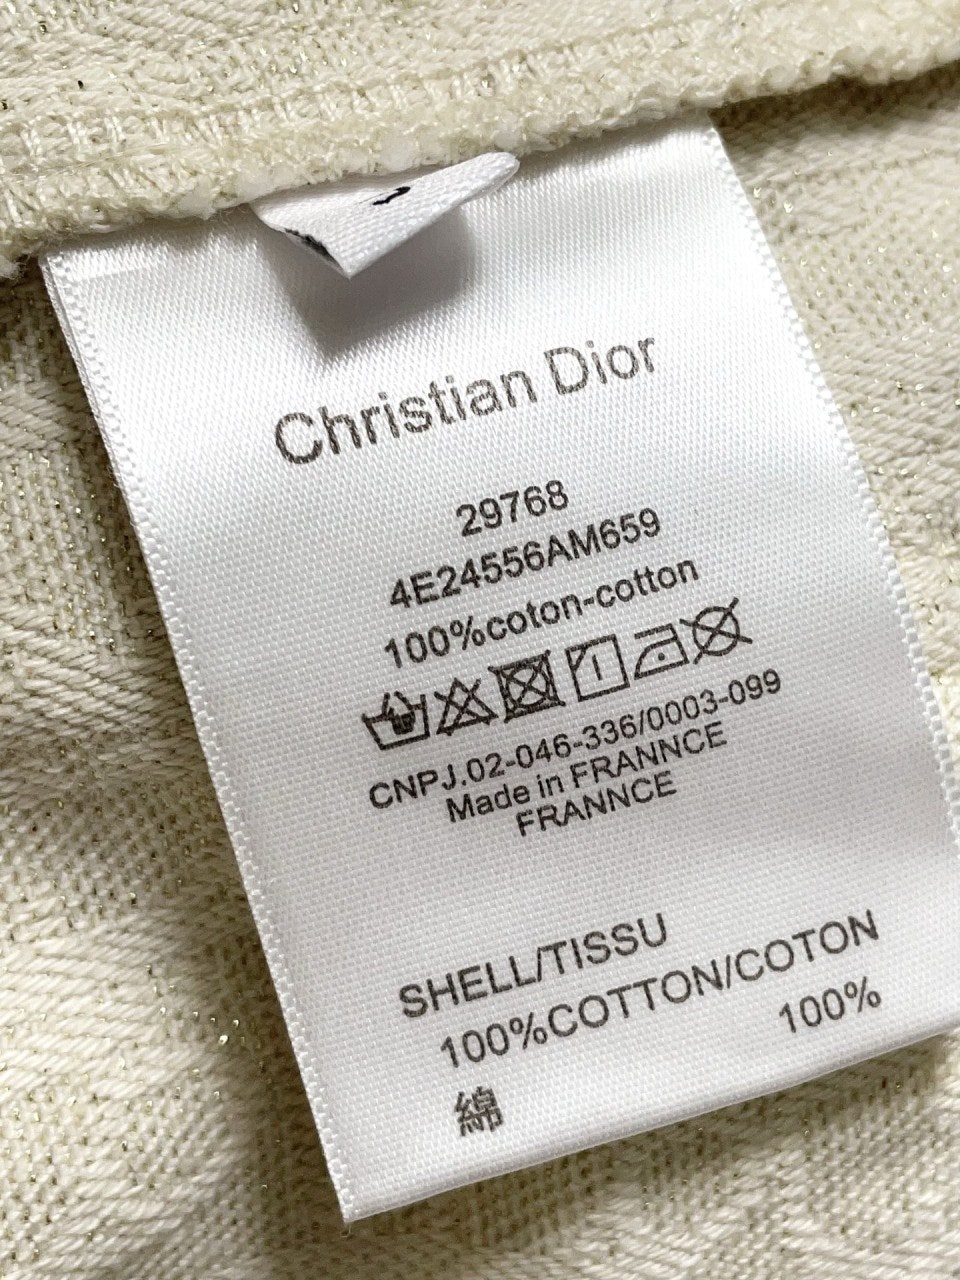 Christian Dior
29768
4E24556AM659
100%coton-cotton
CNPJ.02-046-336/0003-099
Made in FRANNCE
FRANNCE
SHELL/TISSU
100%COTTON/COTON
綿 100%